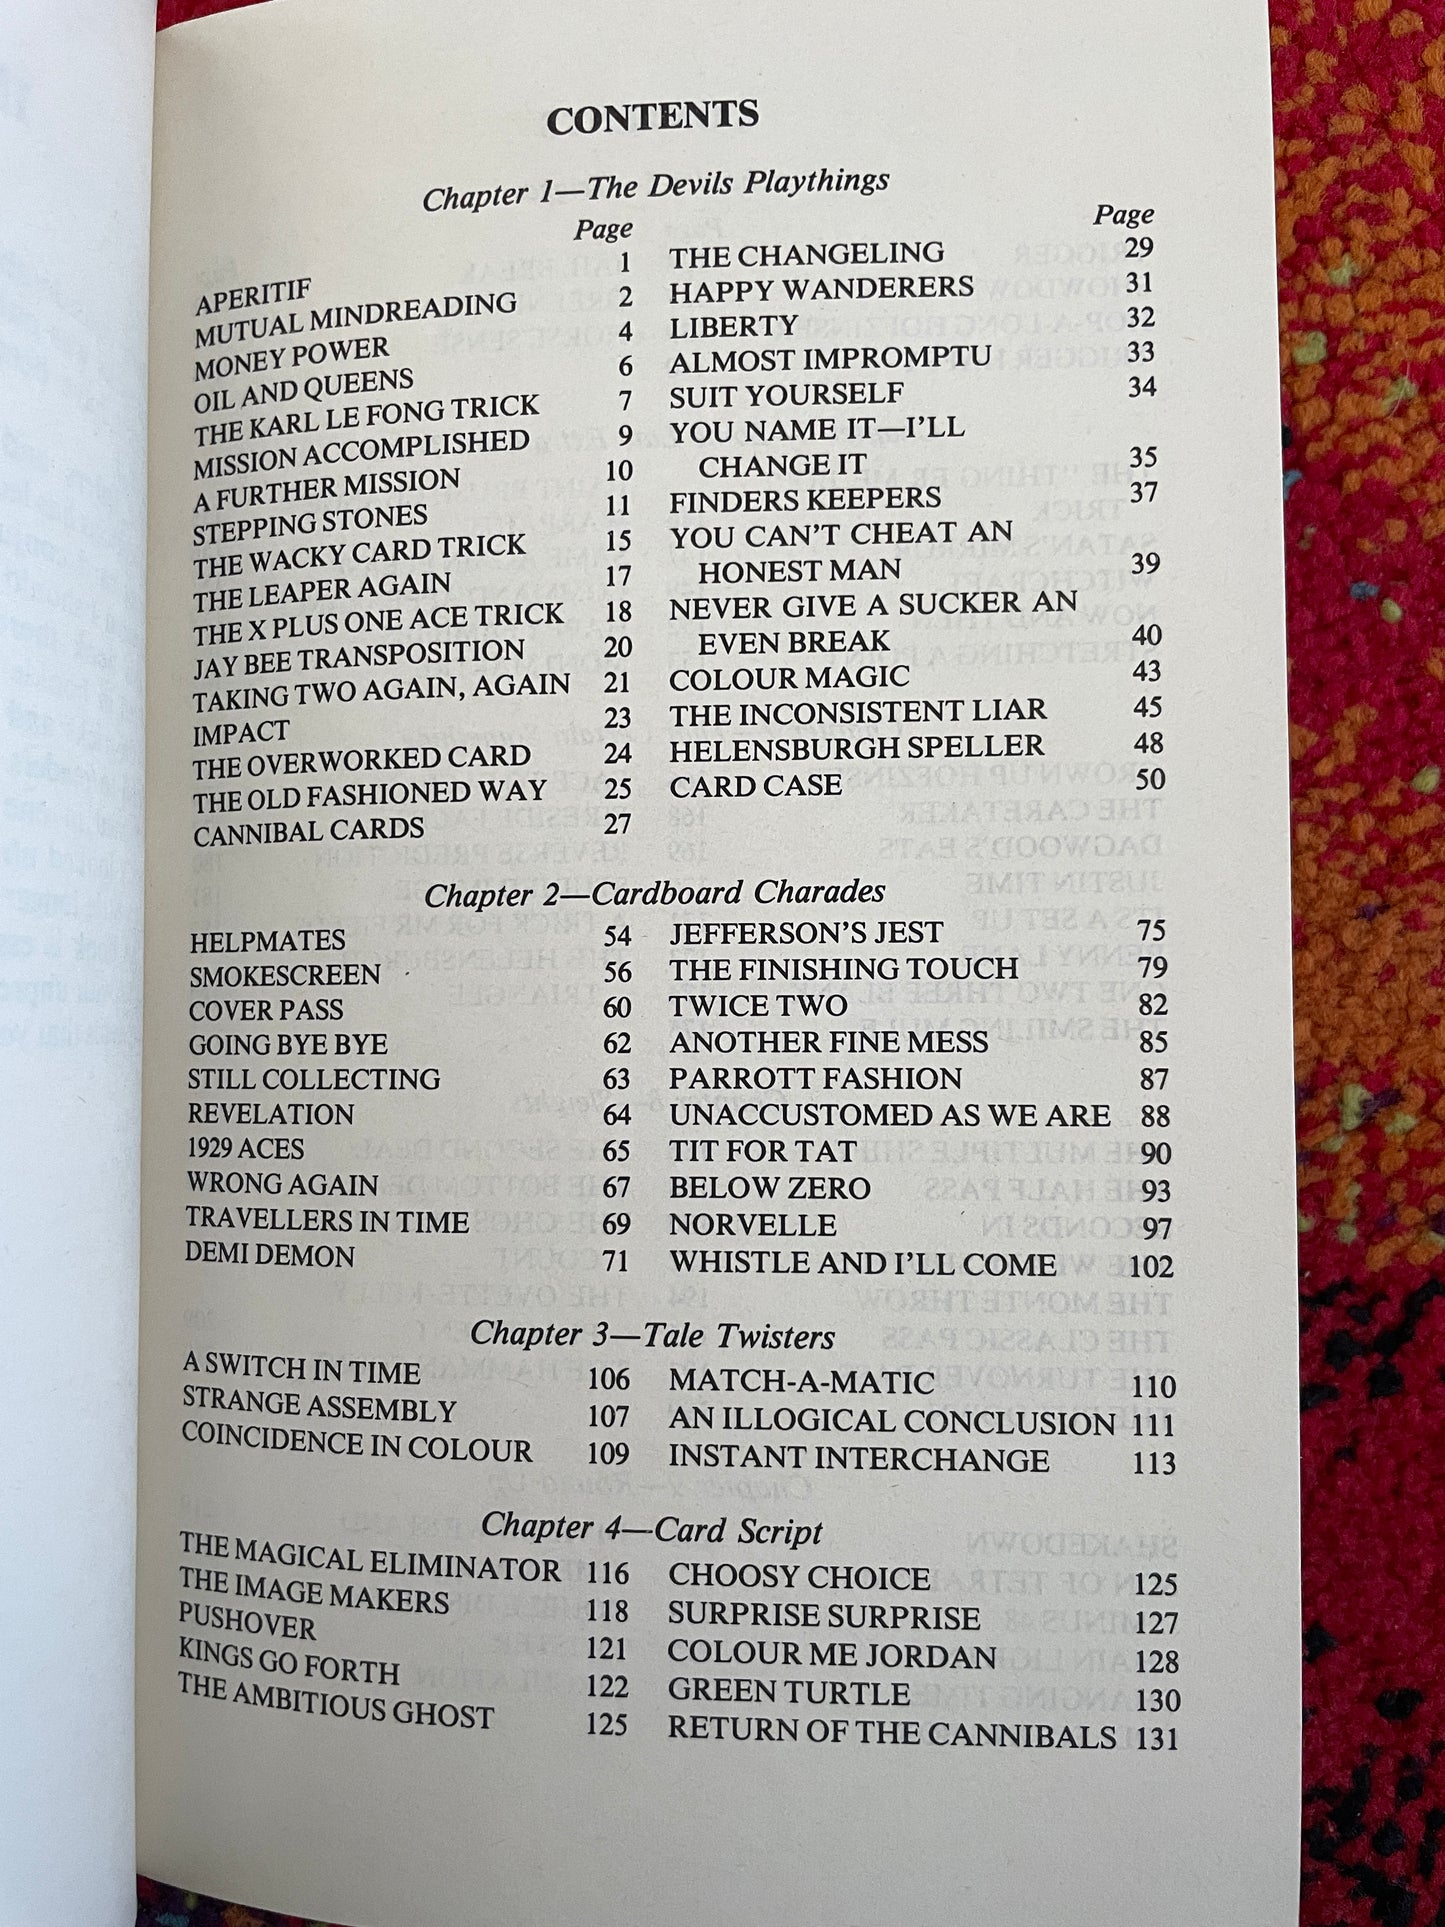 CONTENTS
Chapter 1—The Devils Playthings
Page
APERITIF 1
MUTUAL MINDREADING 2
MONEY POWER 4
OIL AND QUEENS 6
THE KARL LE FONG TRICK 7
MISSION ACCOMPLISHED 9
A FURTHER MISSION 10
STEPPING STONES 11
THE WACKY CARD TRICK 15
THE LEAPER AGAIN 17
THE X PLUS ONE ACE TRICK 18
JAY BEE TRANSPOSITION 20
TAKING TWO AGAIN, AGAIN 21
IMPACT 23
THE OVERWORKED CARD 24
THE OLD FASHIONED WAY 25
CANNIBAL CARDS 27
Page
THE CHANGELING 29
HAPPY WANDERERS 31
LIBERTY 32
ALMOST IMPROMPTU 33
SUIT YOURSELF 34
YOU NAME IT—I'LL
CHANGE IT 35
FINDERS KEEPERS 37
YOU CAN'T CHEAT AN
HONEST MAN 39
NEVER GIVE A SUCKER AN
EVEN BREAK 40
COLOUR MAGIC 43
THE INCONSISTENT LIAR 45
HELENSBURGH SPELLER 48
CARD CASE 50
Chapter 2—Cardboard Charades
HELPMATES 54
SMOKESCREEN 56
COVER PASS 60
GOING BYE BYE 62
STILL COLLECTING 63
REVELATION 64
1929 ACES 65
WRONG AGAIN 67
TRAVELLERS IN TIME 69
DEMI DEMON 71
JEFFERSON'S JEST 75
THE FINISHING TOUCH 79
TWICE TWO 82
ANOTHER FINE MESS 85
PARROTT FASHION 87
UNACCUSTOMED AS WE ARE 88
TIT FOR TAT 90
BELOW ZERO 93
NORVELLE 97
WHISTLE AND I'LL COME 102
Chapter 3—Tale Twisters
A SWITCH IN TIME 106
STRANGE ASSEMBLY 107
COINCIDENCE IN COLOUR 109
MATCH-A-MATIC 110
AN ILLOGICAL CONCLUSION 111
INSTANT INTERCHANGE 113
Chapter 4—Card Script
THE MAGICAL ELIMINATOR 116
THE IMAGE MAKERS 118
PUSHOVER 121
KINGS GO FORTH 122
THE AMBITIOUS GHOST 125
CHOOSY CHOICE 125
SURPRISE SURPRISE 127
COLOUR ME JORDAN 128
GREEN TURTLE 130
RETURN OF THE CANNIBALS 131